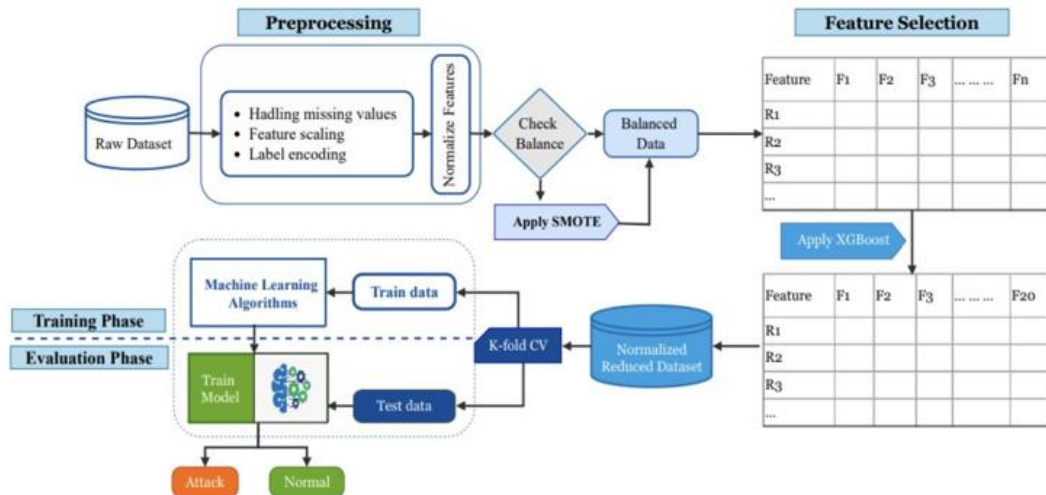 Preprocessing
Feature Selection
Raw Dataset
• Hadling missing values
• Feature scaling
• Label encoding
Normalize Features
Check
Balance
Balanced
Data
Apply SMOTE
Feature F1 F2 F3 ... ... ... Fn
R1
R2
R3
...
Apply XGBoost
Feature F1 F2 F3 ... ... ... F20
R1
R2
R3
...
Normalized
Reduced Dataset
K-fold CV
Train data
Machine Learning
Algorithms
Training Phase
Evaluation Phase
Train
Model
Test data
Attack
Normal